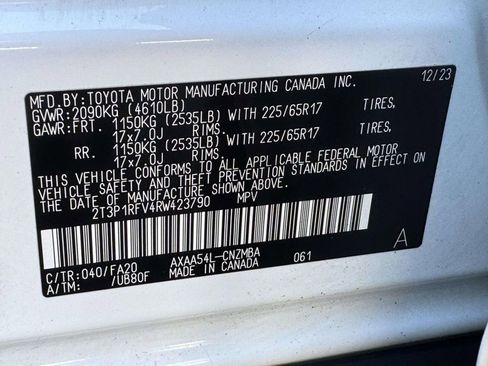 MFD.BY:TOYOTA MOTOR MANUFACTURING CANADA INC. 12/23
GVWR:2090KG (4610LB)
GAWR:FRT. 1150KG (2535LB) WITH 225/65R17 TIRES,
17x7.0J RIMS.
RR. 1150KG (2535LB) WITH 225/65R17 TIRES,
17x7.0J RIMS.
THIS VEHICLE CONFORMS TO ALL APPLICABLE FEDERAL MOTOR
VEHICLE SAFETY AND THEFT PREVENTION STANDARDS IN EFFECT ON
THE DATE OF MANUFACTURE SHOWN ABOVE.
2T3P1RFV4RW423790 MPV
C/TR:040/FA20 AXAA54L-CNZMBA 061 A
A/TM: /UB80F MADE IN CANADA